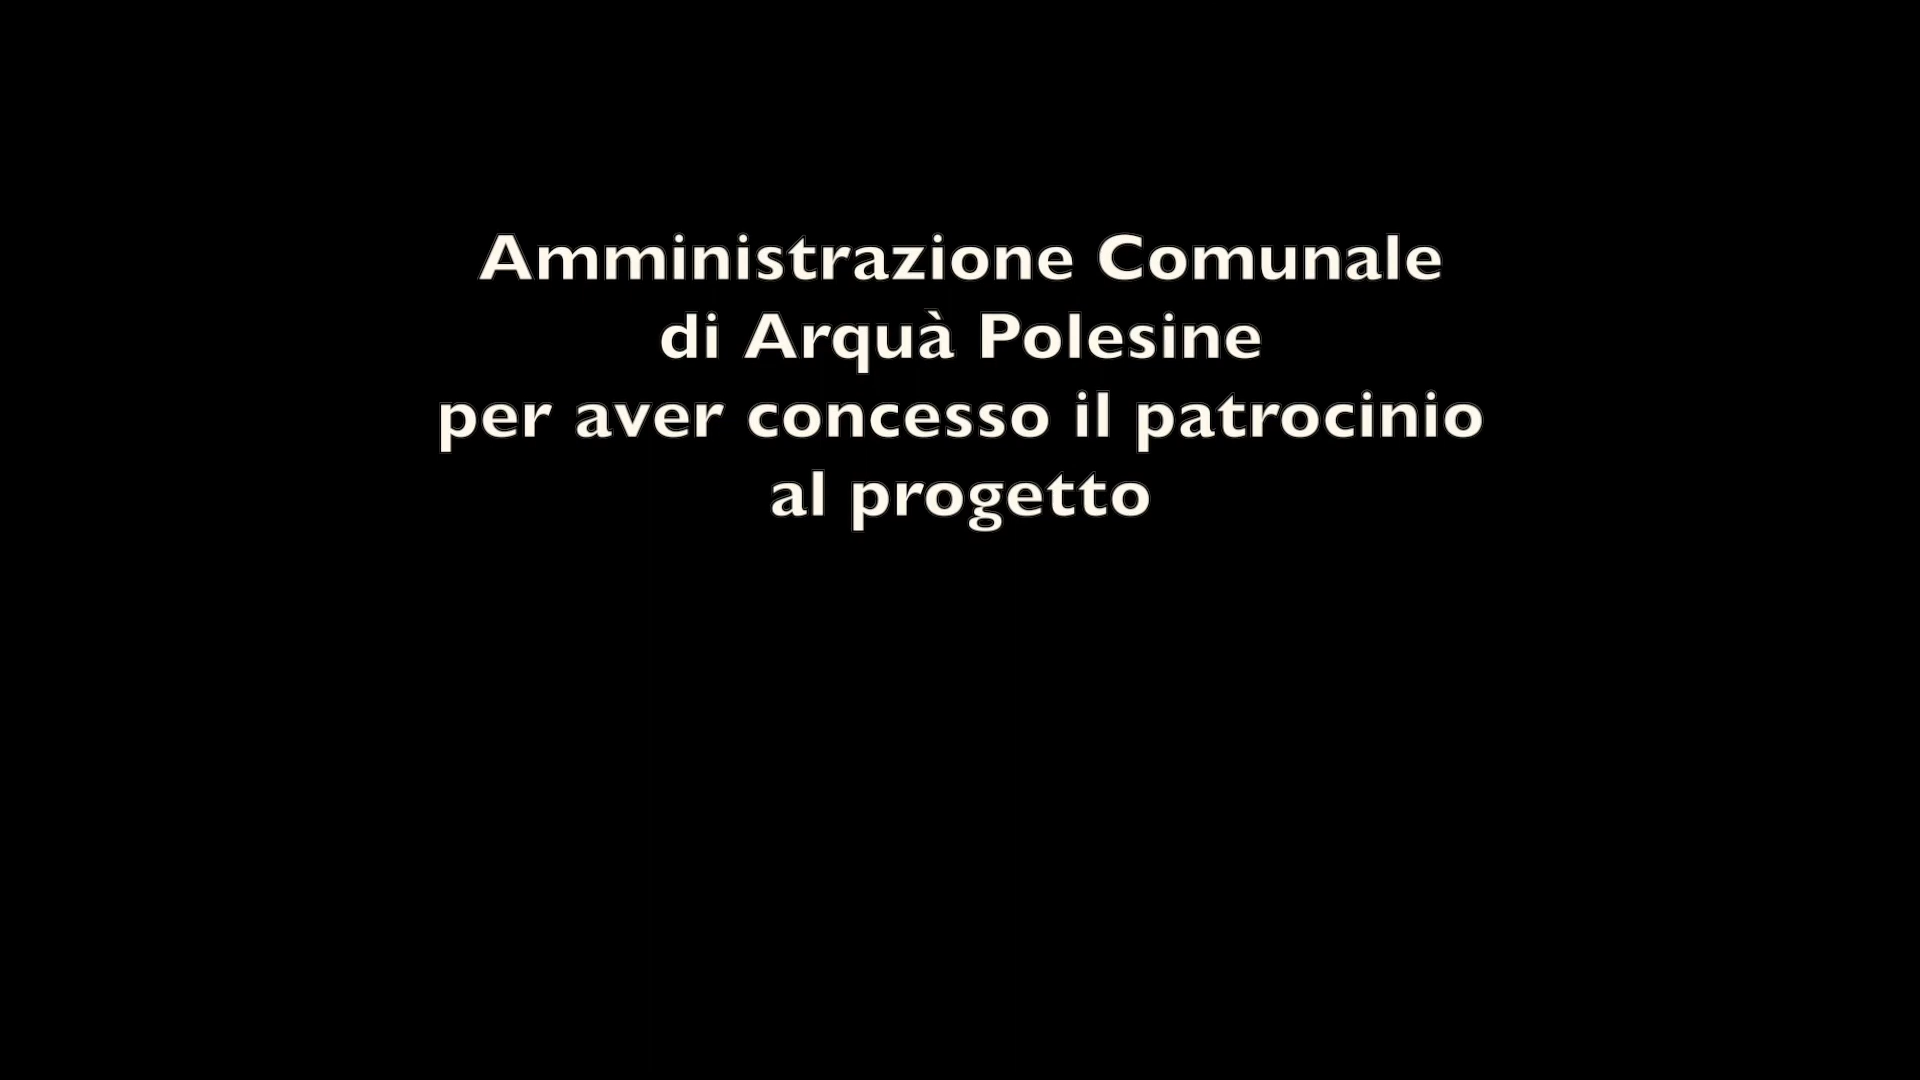 Amministrazione Comunale
di Arquà Polesine
per aver concesso il patrocinio
al progetto